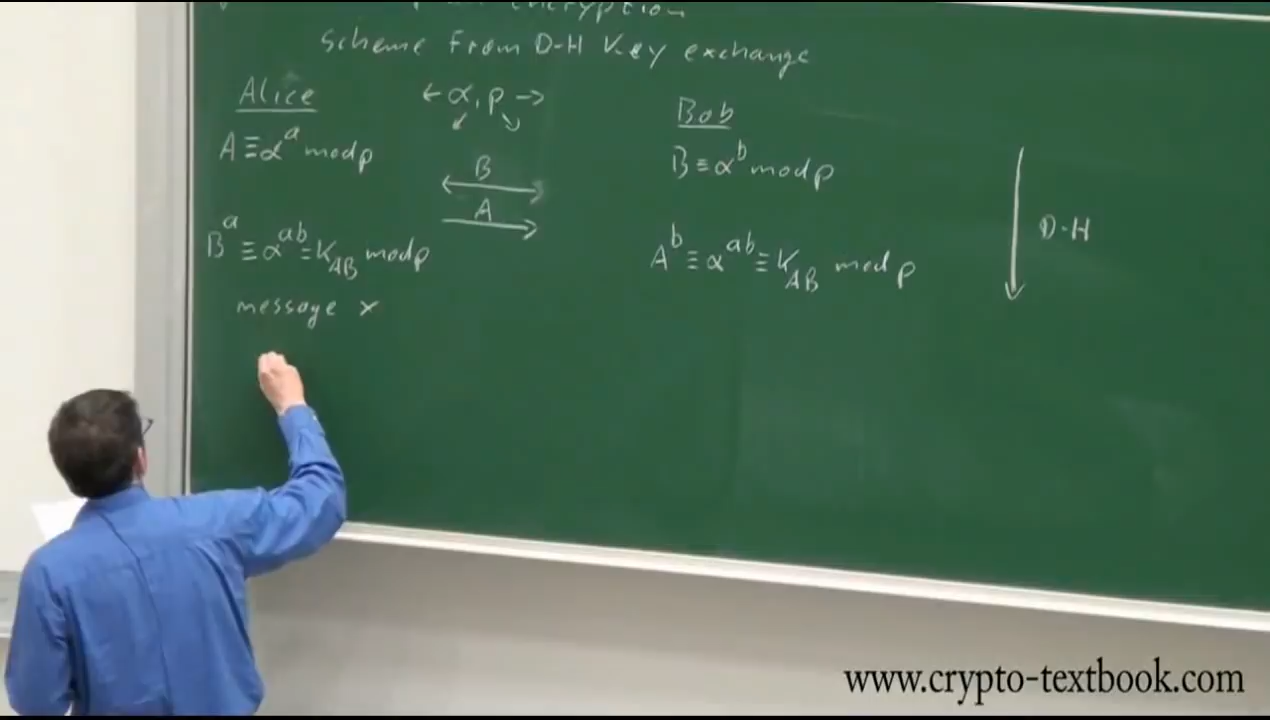 encryption
scheme from D-H key exchange
Alice
← α, p →
Bob
A ≡ α^a mod p
B
B ≡ α^b mod p
A
D-H
B^a ≡ α^ab ≡ K_AB mod p
A^b ≡ α^ab ≡ K_AB mod p
message x
www.crypto-textbook.com